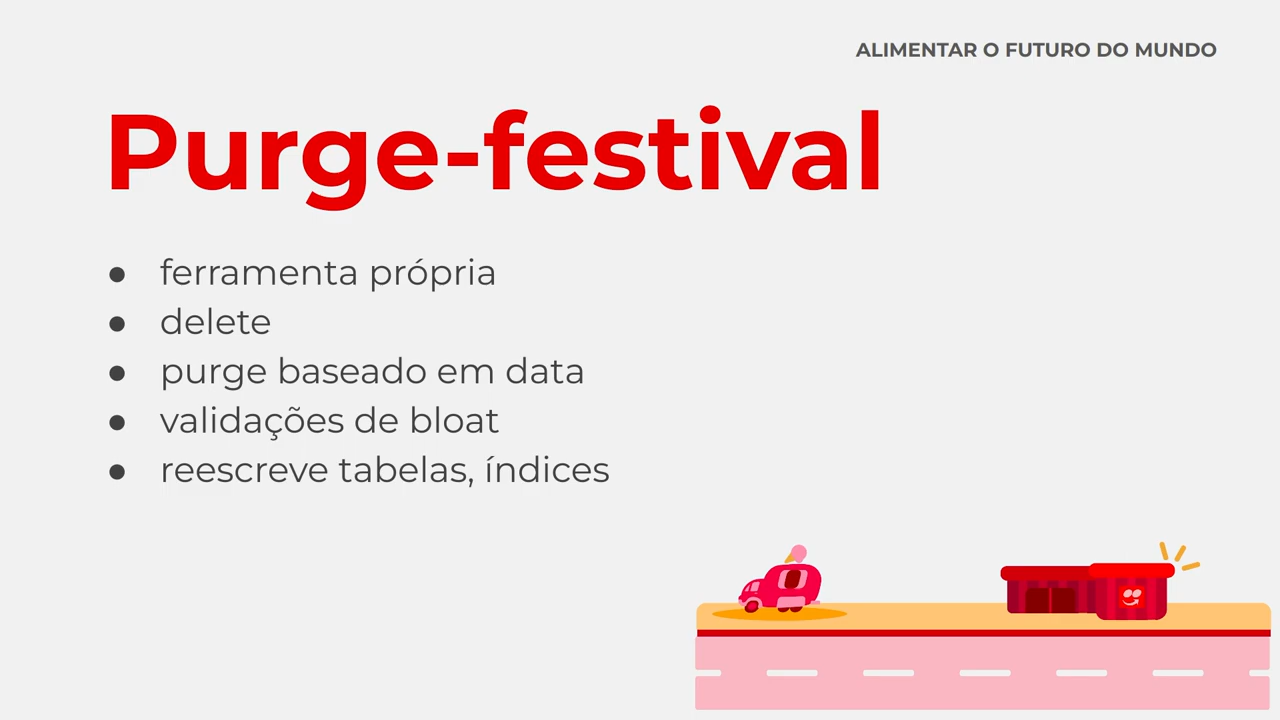 ALIMENTAR O FUTURO DO MUNDO
Purge-festival
● ferramenta própria
● delete
● purge baseado em data
● validações de bloat
● reescreve tabelas, índices